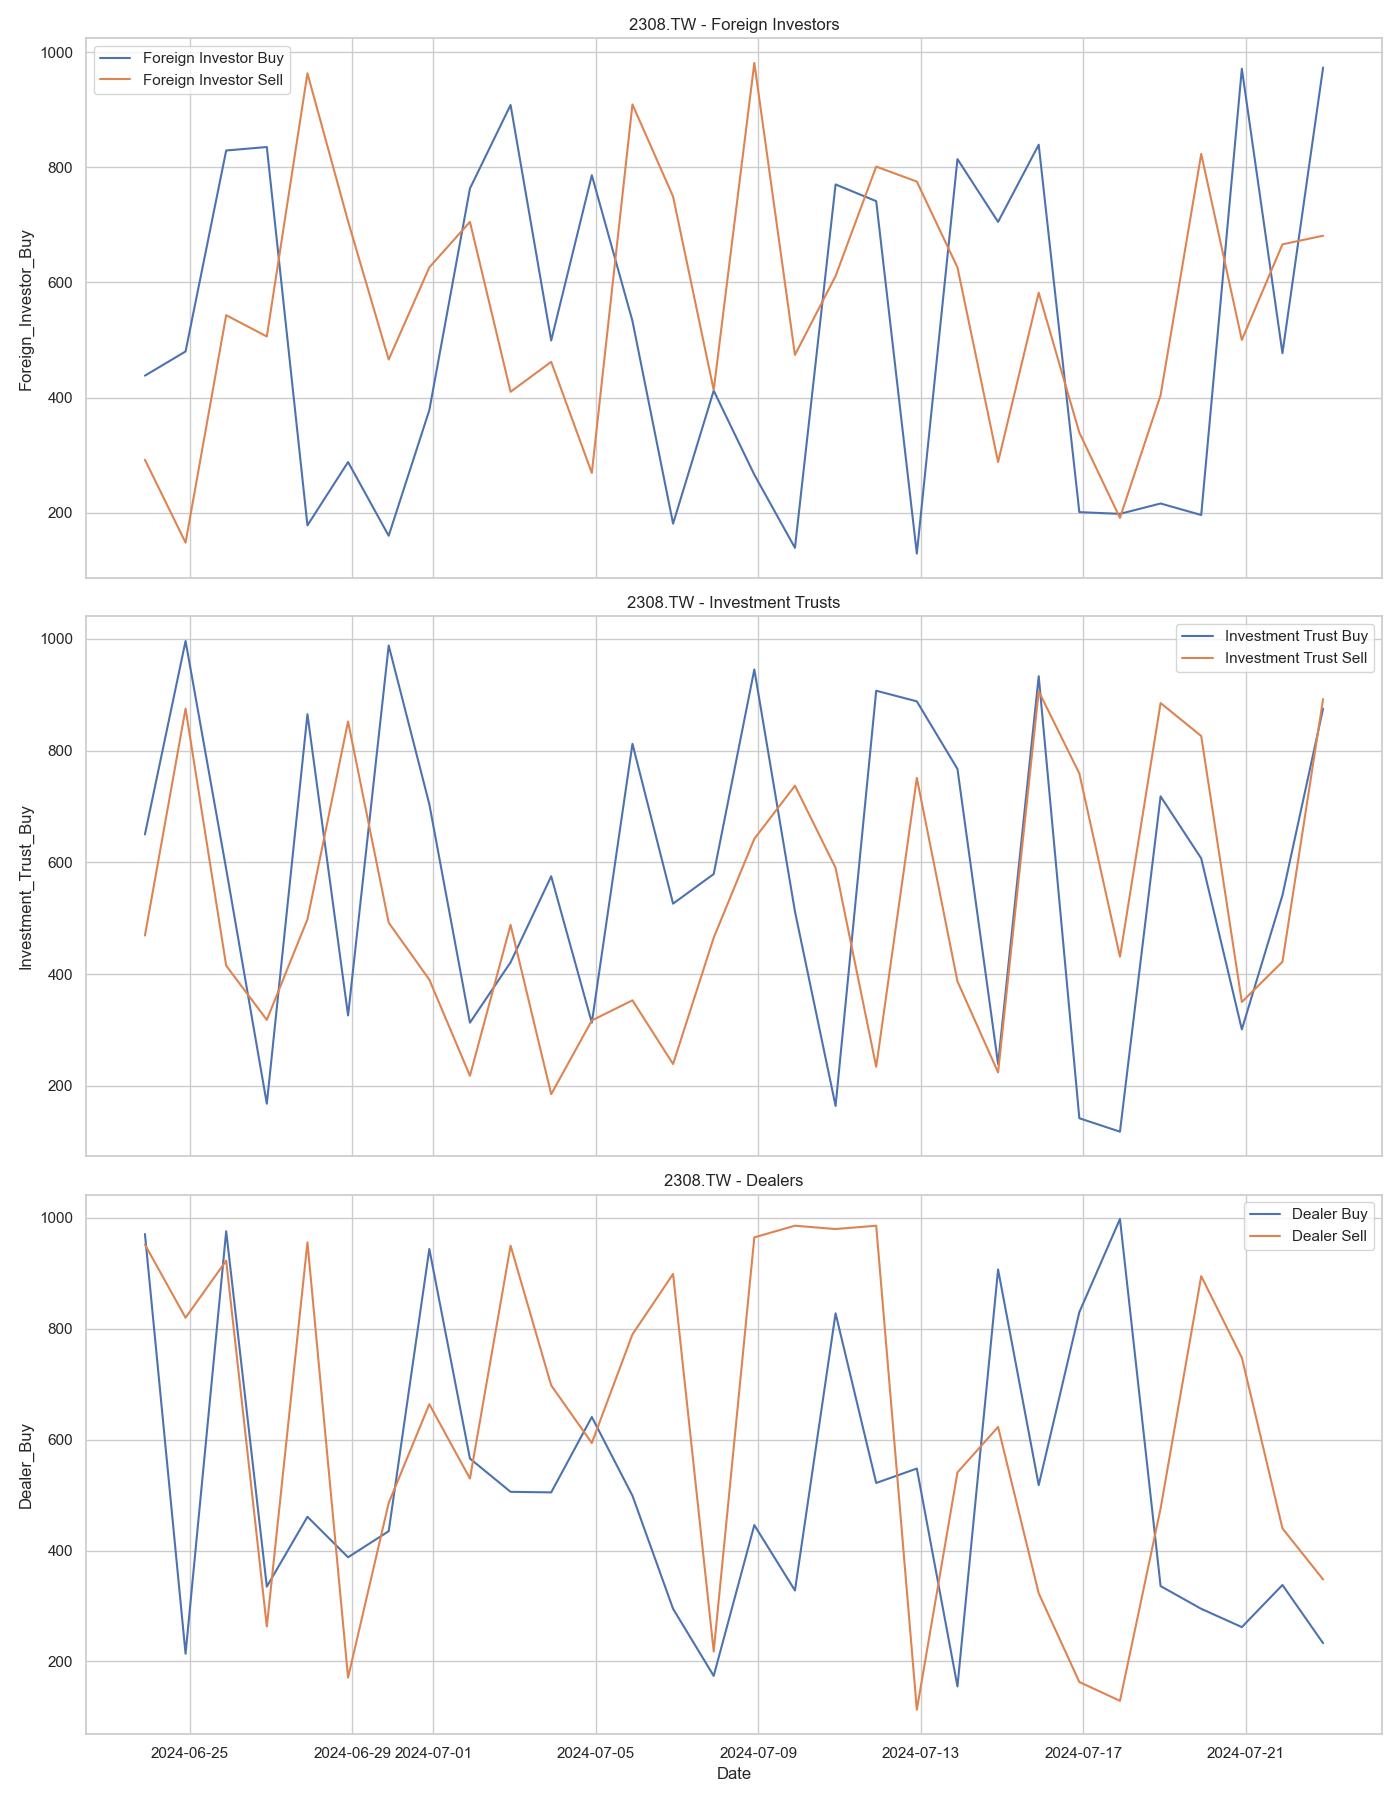 2308.TW - Foreign Investors
Foreign Investor Buy
Foreign Investor Sell
1000
800
600
400
200
Foreign_Investor_Buy
2308.TW - Investment Trusts
Investment Trust Buy
Investment Trust Sell
1000
800
600
400
200
Investment_Trust_Buy
2308.TW - Dealers
Dealer Buy
Dealer Sell
1000
800
600
400
200
Dealer_Buy
2024-06-25 2024-06-29 2024-07-01 2024-07-05 2024-07-09 2024-07-13 2024-07-17 2024-07-21
Date